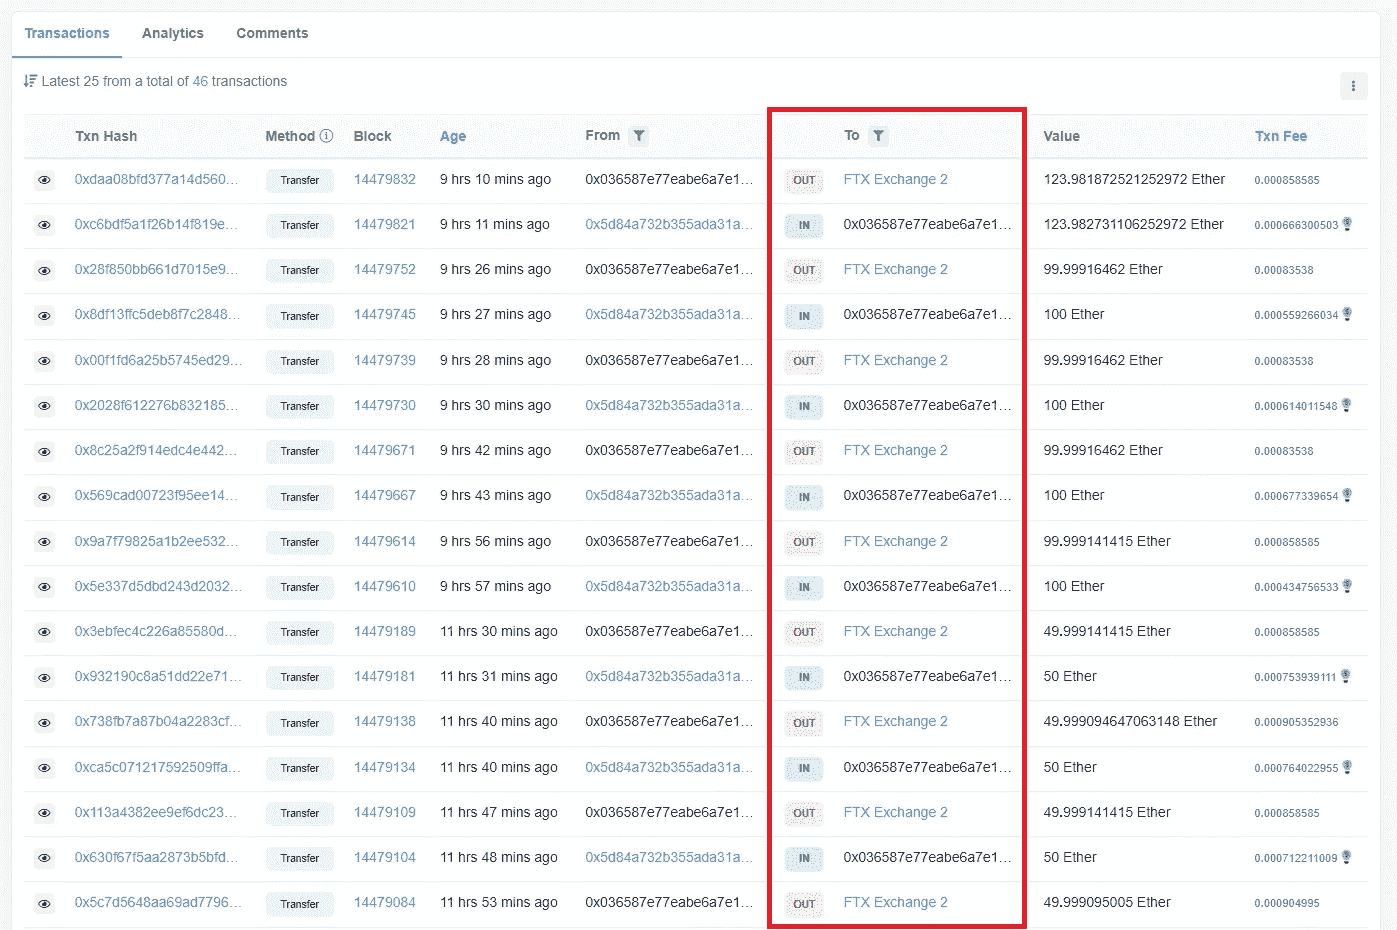 Transactions Analytics Comments
Latest 25 from a total of 46 transactions
Txn Hash Method Block Age From To Value Txn Fee
0xdaa08bfd377a14d560... Transfer 14479832 9 hrs 10 mins ago 0x036587e77eabe6a7e1... OUT FTX Exchange 2 123.981872521252972 Ether 0.000858585
0xc6bdf5a1f26b14f819e... Transfer 14479821 9 hrs 11 mins ago 0x5d84a732b355ada31a... IN 0x036587e77eabe6a7e1... 123.982731106252972 Ether 0.000666300503
0x28f850bb661d7015e9... Transfer 14479752 9 hrs 26 mins ago 0x036587e77eabe6a7e1... OUT FTX Exchange 2 99.99916462 Ether 0.00083538
0x8df13ffc5deb8f7c2848... Transfer 14479745 9 hrs 27 mins ago 0x5d84a732b355ada31a... IN 0x036587e77eabe6a7e1... 100 Ether 0.000559266034
0x00f1fd6a25b5745ed29... Transfer 14479739 9 hrs 28 mins ago 0x036587e77eabe6a7e1... OUT FTX Exchange 2 99.99916462 Ether 0.00083538
0x2028f612276b832185... Transfer 14479730 9 hrs 30 mins ago 0x5d84a732b355ada31a... IN 0x036587e77eabe6a7e1... 100 Ether 0.000614011548
0x8c25a2f914edc4e442... Transfer 14479671 9 hrs 42 mins ago 0x036587e77eabe6a7e1... OUT FTX Exchange 2 99.99916462 Ether 0.00083538
0x569cad00723f95ee14... Transfer 14479667 9 hrs 43 mins ago 0x5d84a732b355ada31a... IN 0x036587e77eabe6a7e1... 100 Ether 0.000677339654
0x9a7f79825a1b2ee532... Transfer 14479614 9 hrs 56 mins ago 0x036587e77eabe6a7e1... OUT FTX Exchange 2 99.999141415 Ether 0.000858585
0x5e337d5dbd243d2032... Transfer 14479610 9 hrs 57 mins ago 0x5d84a732b355ada31a... IN 0x036587e77eabe6a7e1... 100 Ether 0.000434756533
0x3ebfec4c226a85580d... Transfer 14479189 11 hrs 30 mins ago 0x036587e77eabe6a7e1... OUT FTX Exchange 2 49.999141415 Ether 0.000858585
0x932190c8a51dd22e71... Transfer 14479181 11 hrs 31 mins ago 0x5d84a732b355ada31a... IN 0x036587e77eabe6a7e1... 50 Ether 0.000753939111
0x738fb7a87b04a2283cf... Transfer 14479138 11 hrs 40 mins ago 0x036587e77eabe6a7e1... OUT FTX Exchange 2 49.999094647063148 Ether 0.000905352936
0xca5c071217592509ffa... Transfer 14479134 11 hrs 40 mins ago 0x5d84a732b355ada31a... IN 0x036587e77eabe6a7e1... 50 Ether 0.000764022955
0x113a4382ee9ef6dc23... Transfer 14479109 11 hrs 47 mins ago 0x036587e77eabe6a7e1... OUT FTX Exchange 2 49.999141415 Ether 0.000858585
0x630f67f5aa2873b5bfd... Transfer 14479104 11 hrs 48 mins ago 0x5d84a732b355ada31a... IN 0x036587e77eabe6a7e1... 50 Ether 0.000712211009
0x5c7d5648aa69ad7796... Transfer 14479084 11 hrs 53 mins ago 0x036587e77eabe6a7e1... OUT FTX Exchange 2 49.999095005 Ether 0.000904995